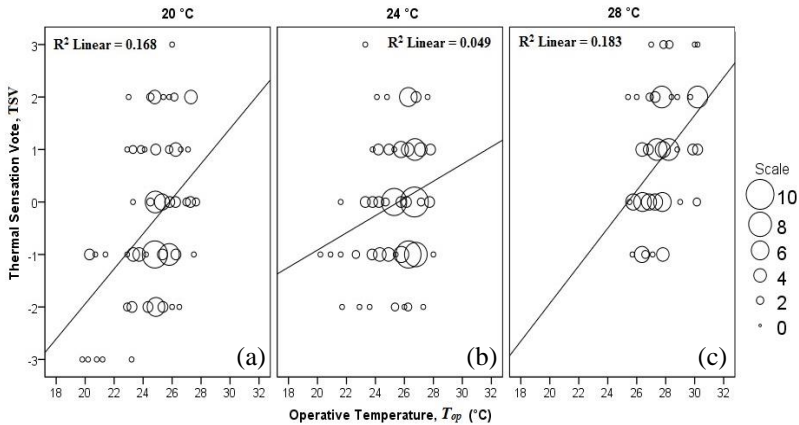 20 °C
24 °C
28 °C
R² Linear = 0.168
R² Linear = 0.049
R² Linear = 0.183
Thermal Sensation Vote, TSV
3
2
1
0
-1
-2
-3
(a)
(b)
(c)
18 20 22 24 26 28 30 32
18 20 22 24 26 28 30 32
18 20 22 24 26 28 30 32
Operative Temperature, Top (°C)
Scale
10
8
6
4
2
0